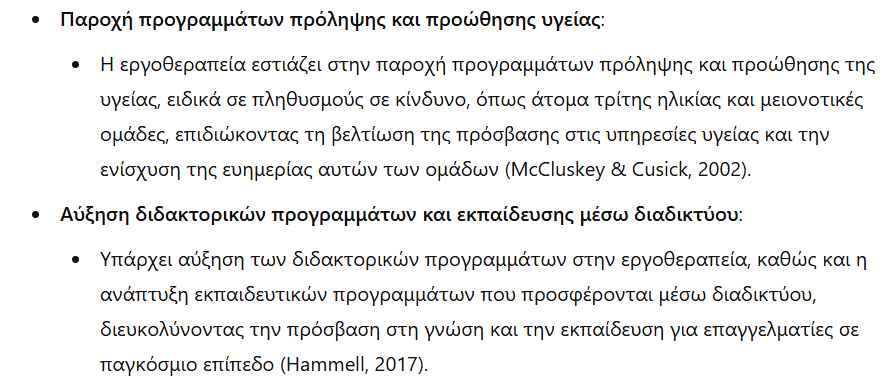 • Παροχή προγραμμάτων πρόληψης και προώθησης υγείας:
• Η εργοθεραπεία εστιάζει στην παροχή προγραμμάτων πρόληψης και προώθησης της
υγείας, ειδικά σε πληθυσμούς σε κίνδυνο, όπως άτομα τρίτης ηλικίας και μειονοτικές
ομάδες, επιδιώκοντας τη βελτίωση της πρόσβασης στις υπηρεσίες υγείας και την
ενίσχυση της ευημερίας αυτών των ομάδων (McCluskey & Cusick, 2002).
• Αύξηση διδακτορικών προγραμμάτων και εκπαίδευσης μέσω διαδικτύου:
• Υπάρχει αύξηση των διδακτορικών προγραμμάτων στην εργοθεραπεία, καθώς και η
ανάπτυξη εκπαιδευτικών προγραμμάτων που προσφέρονται μέσω διαδικτύου,
διευκολύνοντας την πρόσβαση στη γνώση και την εκπαίδευση για επαγγελματίες σε
παγκόσμιο επίπεδο (Hammell, 2017).